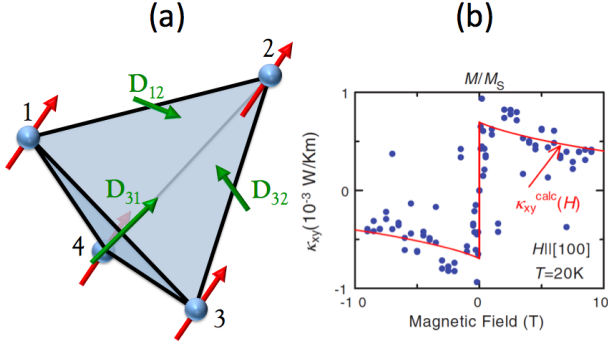 (a)
1
2
3
4
D12
D31
D32
(b)
M/MS
1
0
-1
κxy(10-3 W/Km)
κxycalc(H)
H||[100]
T=20K
-10
0
10
Magnetic Field (T)